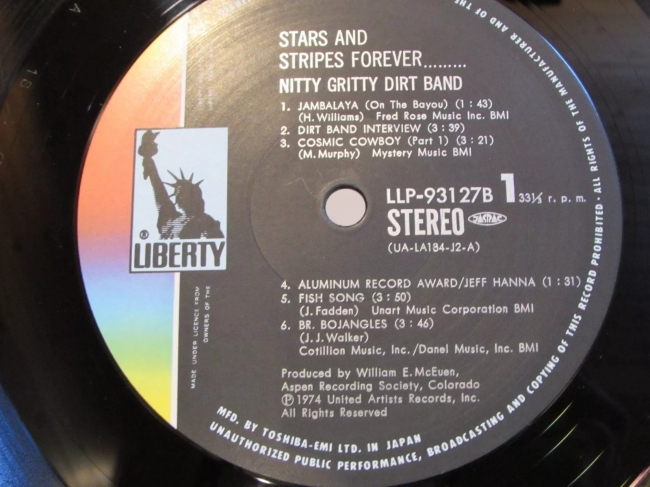 STARS AND
STRIPES FOREVER.........
NITTY GRITTY DIRT BAND
1. JAMBALAYA (On The Bayou) (1:43)
(H. Williams) Fred Rose Music Inc. BMI
2. DIRT BAND INTERVIEW (3:39)
3. COSMIC COWBOY (Part 1) (3:21)
(M. Murphy) Mystery Music BMI
LLP-93127B 1 33⅓ r. p. m.
STEREO
(UA-LA184-J2-A)
® LIBERTY
4. ALUMINUM RECORD AWARD/JEFF HANNA (1:31)
5. FISH SONG (3:50)
(J. Fadden) Unart Music Corporation BMI
6. BR. BOJANGLES (3:46)
(J. J. Walker)
Cotillion Music, Inc./Danel Music, Inc. BMI
Produced by William E. McEuen,
Aspen Recording Society, Colorado
Ⓟ 1974 United Artists Records, Inc.
All Rights Reserved
MADE UNDER LICENCE FROM
OWNERS OF THE
MFD. BY TOSHIBA-EMI LTD. IN JAPAN
ALL RIGHTS OF THE MANUFACTURER AND OF THE
UNAUTHORIZED PUBLIC PERFORMANCE, BROADCASTING AND COPYING OF THIS RECORD PROHIBITED ·